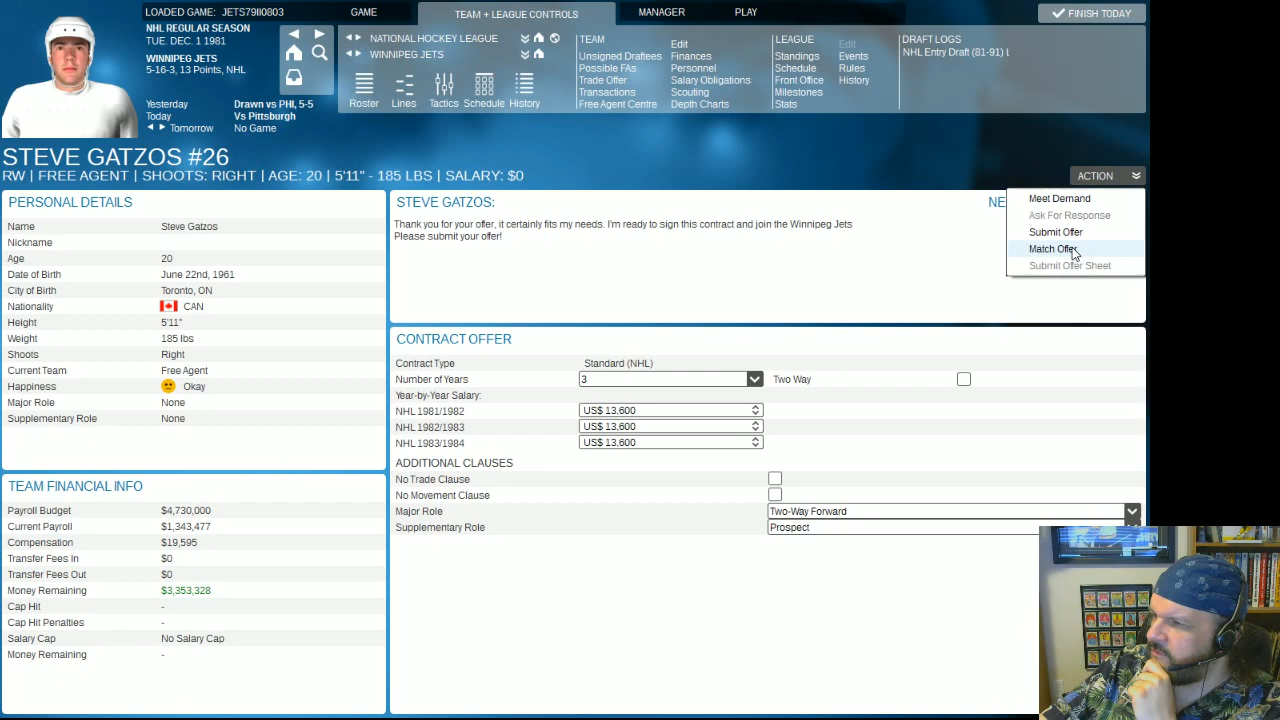 LOADED GAME: JETS79II0803
GAME
TEAM + LEAGUE CONTROLS
MANAGER
PLAY
FINISH TODAY
NHL REGULAR SEASON
TUE. DEC. 1 1981
WINNIPEG JETS
5-16-3, 13 Points, NHL
Yesterday Drawn vs PHI, 5-5
Today Vs Pittsburgh
Tomorrow No Game
NATIONAL HOCKEY LEAGUE
WINNIPEG JETS
Roster Lines Tactics Schedule History
TEAM
Unsigned Draftees
Possible FAs
Trade Offer
Transactions
Free Agent Centre
Edit
Finances
Personnel
Salary Obligations
Scouting
Depth Charts
LEAGUE
Standings
Schedule
Front Office
Milestones
Stats
Edit
Events
Rules
History
DRAFT LOGS
NHL Entry Draft (81-91) L
STEVE GATZOS #26
RW | FREE AGENT | SHOOTS: RIGHT | AGE: 20 | 5'11" - 185 LBS | SALARY: $0
ACTION
Meet Demand
Ask For Response
Submit Offer
Match Offer
Submit Offer Sheet
PERSONAL DETAILS
Name Steve Gatzos
Nickname
Age 20
Date of Birth June 22nd, 1961
City of Birth Toronto, ON
Nationality CAN
Height 5'11"
Weight 185 lbs
Shoots Right
Current Team Free Agent
Happiness Okay
Major Role None
Supplementary Role None
TEAM FINANCIAL INFO
Payroll Budget $4,730,000
Current Payroll $1,343,477
Compensation $19,595
Transfer Fees In $0
Transfer Fees Out $0
Money Remaining $3,353,328
Cap Hit -
Cap Hit Penalties -
Salary Cap No Salary Cap
Money Remaining -
STEVE GATZOS: NE
Thank you for your offer, it certainly fits my needs. I'm ready to sign this contract and join the Winnipeg Jets
Please submit your offer!
CONTRACT OFFER
Contract Type Standard (NHL)
Number of Years 3 Two Way
Year-by-Year Salary:
NHL 1981/1982 US$ 13,600
NHL 1982/1983 US$ 13,600
NHL 1983/1984 US$ 13,600
ADDITIONAL CLAUSES
No Trade Clause
No Movement Clause
Major Role Two-Way Forward
Supplementary Role Prospect